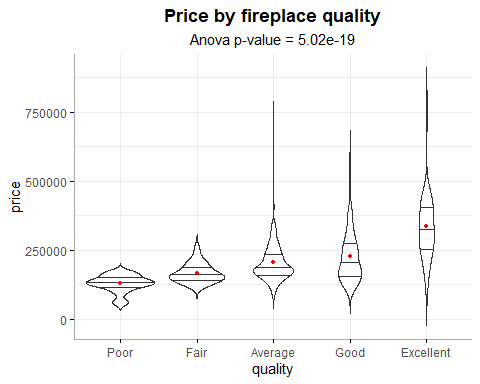 Price by fireplace quality
Anova p-value = 5.02e-19
price
750000
500000
250000
0
Poor Fair Average Good Excellent
quality